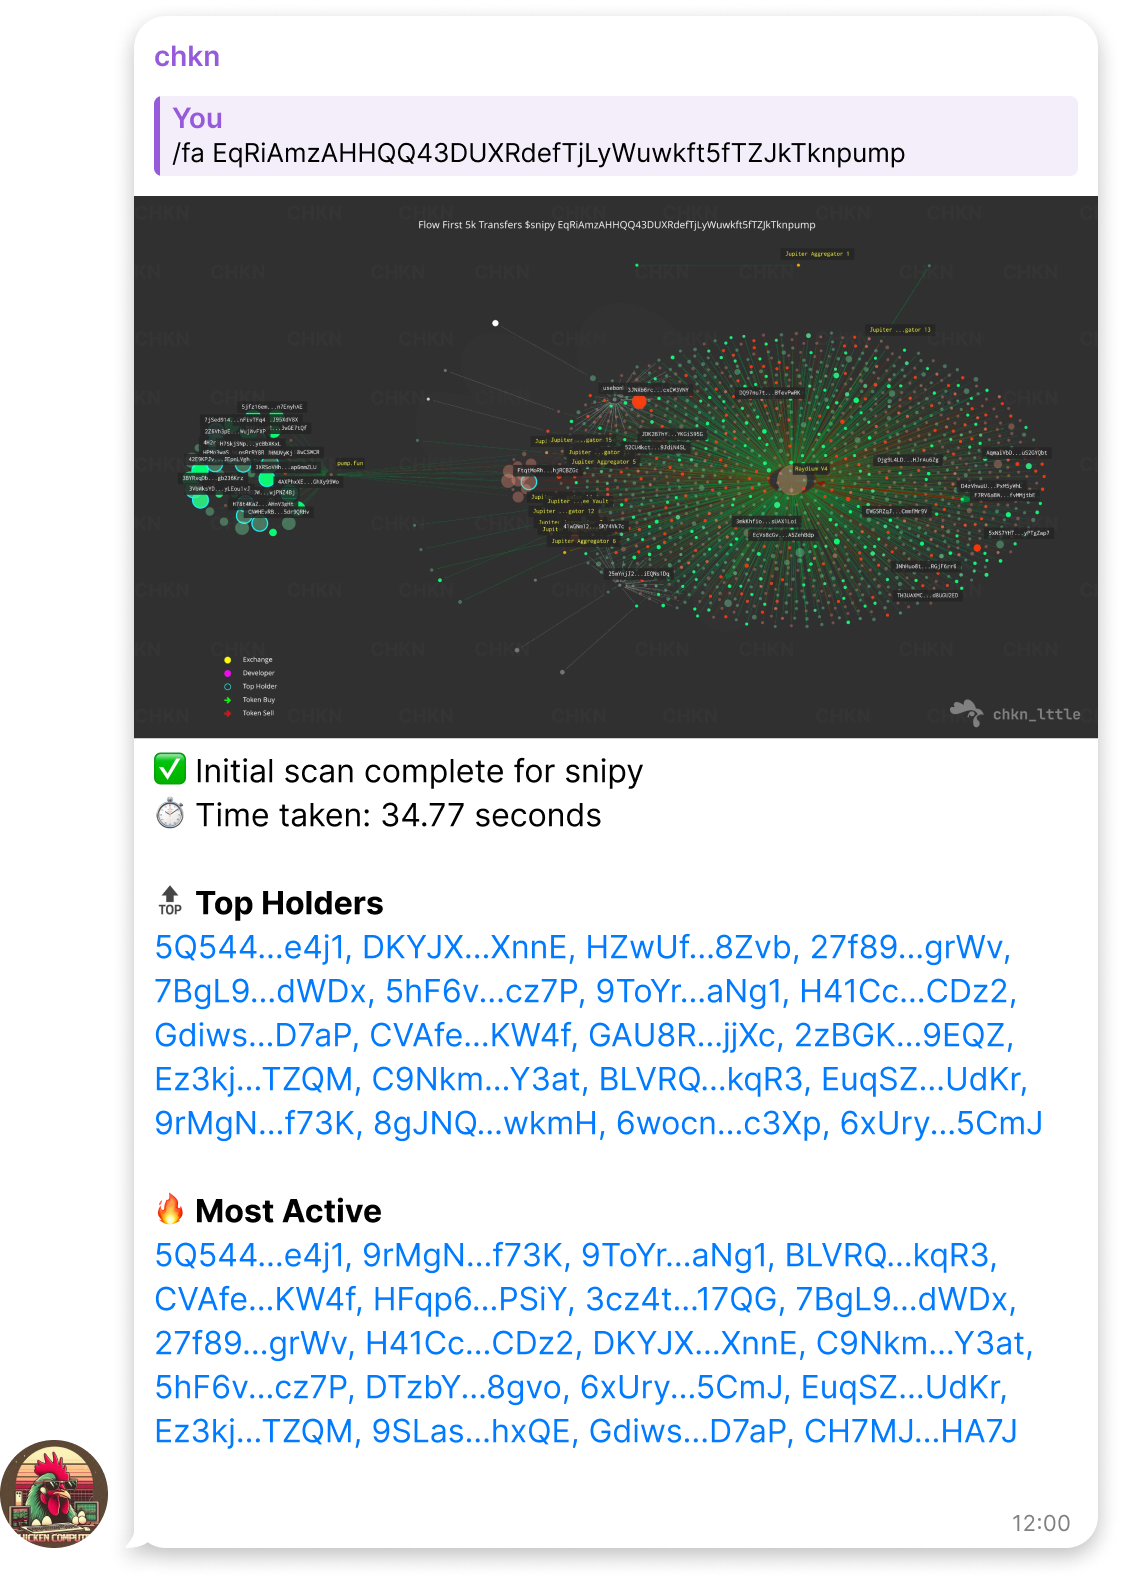 chkn
You
/fa EqRiAmzAHHQQ43DUXRdefTjLyWuwkft5fTZJkTknpump
Flow First 5k Transfers $snipy EqRiAmzAHHQQ43DUXRdefTjLyWuwkft5fTZJkTknpump
Jupiter Aggregator 1
Jupiter ...gator 13
pump.fun
Jupiter ...gator 15
Jupiter ...gator
Jupiter Aggregator 5
Raydium V4
Jupiter ...ee Vault
Jupiter ...gator 12
Jupiter Aggregator 6
Exchange
Developer
Top Holder
Token Buy
Token Sell
chkn_lttle
✅ Initial scan complete for snipy
⏱ Time taken: 34.77 seconds
🔝 Top Holders
5Q544...e4j1, DKYJX...XnnE, HZwUf...8Zvb, 27f89...grWv,
7BgL9...dWDx, 5hF6v...cz7P, 9ToYr...aNg1, H41Cc...CDz2,
Gdiws...D7aP, CVAfe...KW4f, GAU8R...jjXc, 2zBGK...9EQZ,
Ez3kj...TZQM, C9Nkm...Y3at, BLVRQ...kqR3, EuqSZ...UdKr,
9rMgN...f73K, 8gJNQ...wkmH, 6wocn...c3Xp, 6xUry...5CmJ
🔥 Most Active
5Q544...e4j1, 9rMgN...f73K, 9ToYr...aNg1, BLVRQ...kqR3,
CVAfe...KW4f, HFqp6...PSiY, 3cz4t...17QG, 7BgL9...dWDx,
27f89...grWv, H41Cc...CDz2, DKYJX...XnnE, C9Nkm...Y3at,
5hF6v...cz7P, DTzbY...8gvo, 6xUry...5CmJ, EuqSZ...UdKr,
Ez3kj...TZQM, 9SLas...hxQE, Gdiws...D7aP, CH7MJ...HA7J
12:00